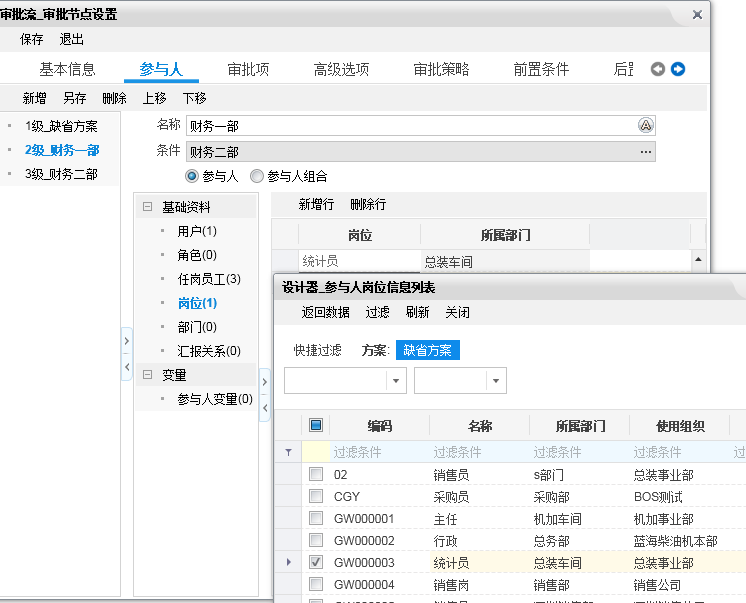 审批流_审批节点设置
保存 退出
基本信息 参与人 审批项 高级选项 审批策略 前置条件 后置
新增 另存 删除 上移 下移
1级_缺省方案
2级_财务一部
3级_财务二部
名称 财务一部
条件 财务二部 ...
参与人 参与人组合
基础资料
用户(1)
角色(0)
任岗员工(3)
岗位(1)
部门(0)
汇报关系(0)
变量
参与人变量(0)
新增行 删除行
岗位 所属部门
统计员 总装车间
设计器_参与人岗位信息列表
返回数据 过滤 刷新 关闭
快捷过滤 方案: 缺省方案
编码 名称 所属部门 使用组织
过滤条件 过滤条件 过滤条件 过滤条件 过
02 销售员 s部门 总装事业部
CGY 采购员 采购部 BOS测试
GW000001 主任 机加车间 机加事业部
GW000002 行政 总务部 蓝海柴油机本部
GW000003 统计员 总装车间 总装事业部
GW000004 销售岗 销售部 销售公司